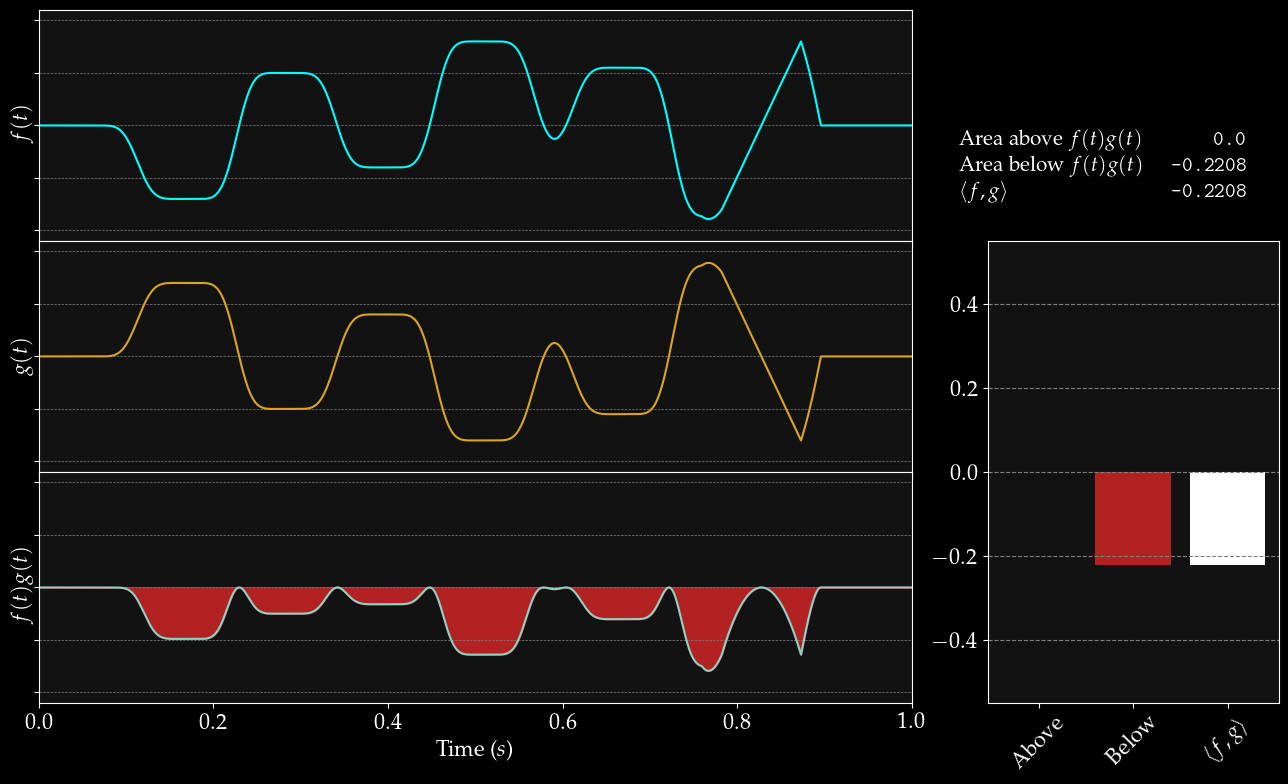 f(t)
g(t)
f(t)g(t)
0.0 0.2 0.4 0.6 0.8 1.0
Time (s)
Area above f(t)g(t) 0.0
Area below f(t)g(t) -0.2208
⟨f,g⟩ -0.2208
0.4
0.2
0.0
−0.2
−0.4
Above Below ⟨f,g⟩